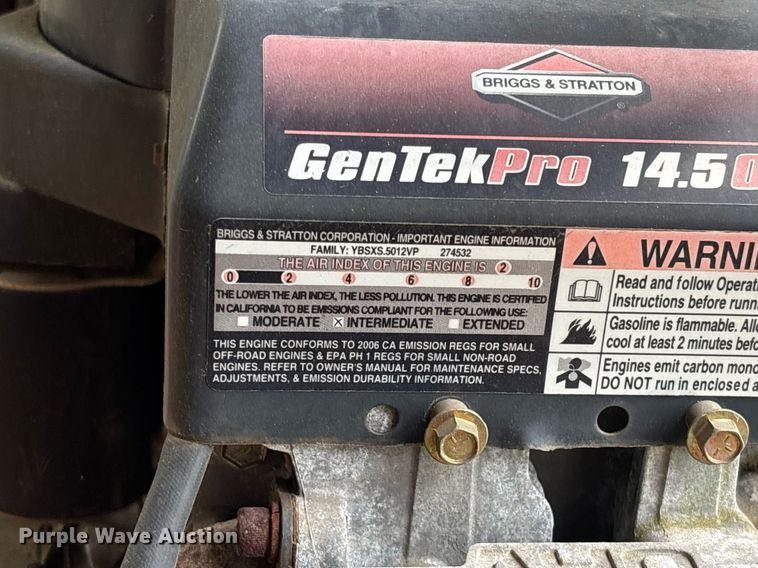 BRIGGS & STRATTON
GenTekPro 14.5
BRIGGS & STRATTON CORPORATION - IMPORTANT ENGINE INFORMATION
FAMILY: YBSXS.5012VP 274532
THE AIR INDEX OF THIS ENGINE IS 2
0 2 4 6 8 10
THE LOWER THE AIR INDEX, THE LESS POLLUTION. THIS ENGINE IS CERTIFIED
IN CALIFORNIA TO BE EMISSIONS COMPLIANT FOR THE FOLLOWING USE:
MODERATE ☒ INTERMEDIATE EXTENDED
THIS ENGINE CONFORMS TO 2006 CA EMISSION REGS FOR SMALL
OFF-ROAD ENGINES & EPA PH 1 REGS FOR SMALL NON-ROAD
ENGINES. REFER TO OWNER'S MANUAL FOR MAINTENANCE SPECS,
ADJUSTMENTS, & EMISSION DURABILITY INFORMATION.
WARNI
Read and follow Operat
Instructions before runn
Gasoline is flammable. Allo
cool at least 2 minutes befo
Engines emit carbon mono
DO NOT run in enclosed a
Purple Wave Auction